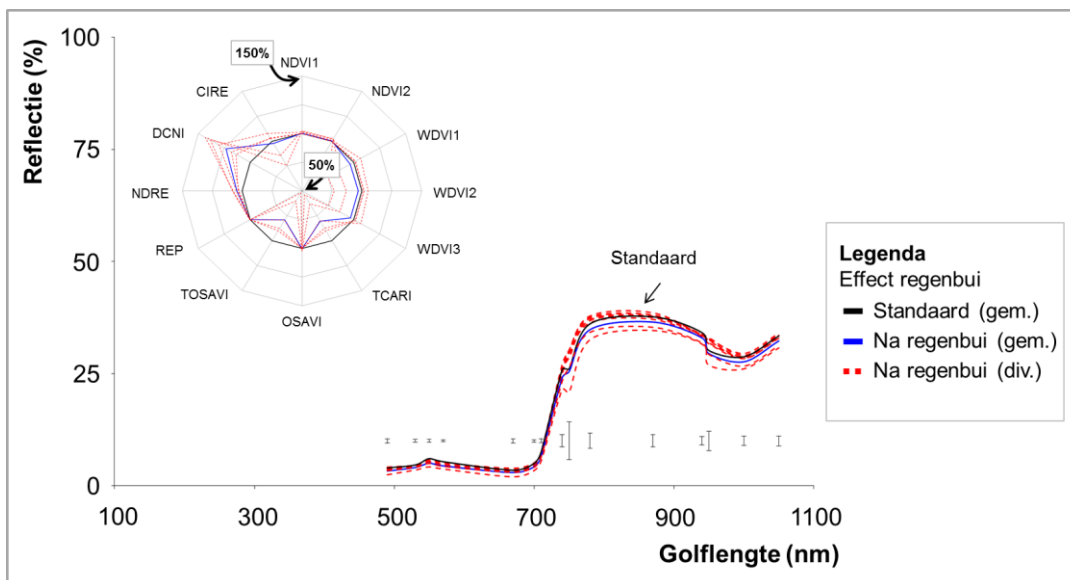 Reflectie (%)
100
75
50
25
0
100
300
500
700
900
1100
Golflengte (nm)
150%
50%
NDVI1
NDVI2
WDVI1
WDVI2
WDVI3
TCARI
OSAVI
TOSAVI
REP
NDRE
DCNI
CIRE
Standaard
Legenda
Effect regenbui
Standaard (gem.)
Na regenbui (gem.)
Na regenbui (div.)